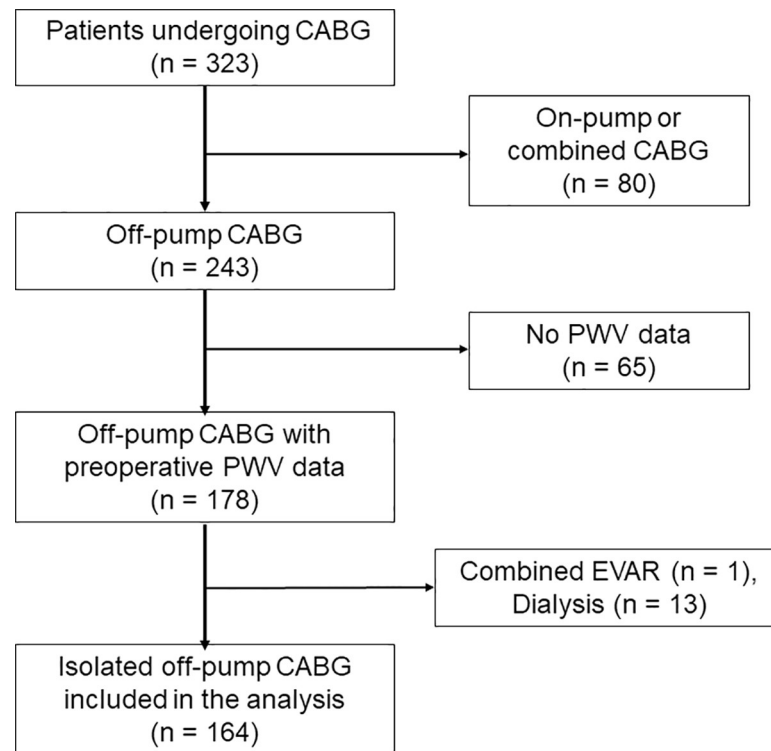 Patients undergoing CABG
(n = 323)
On-pump or
combined CABG
(n = 80)
Off-pump CABG
(n = 243)
No PWV data
(n = 65)
Off-pump CABG with
preoperative PWV data
(n = 178)
Combined EVAR (n = 1),
Dialysis (n = 13)
Isolated off-pump CABG
included in the analysis
(n = 164)